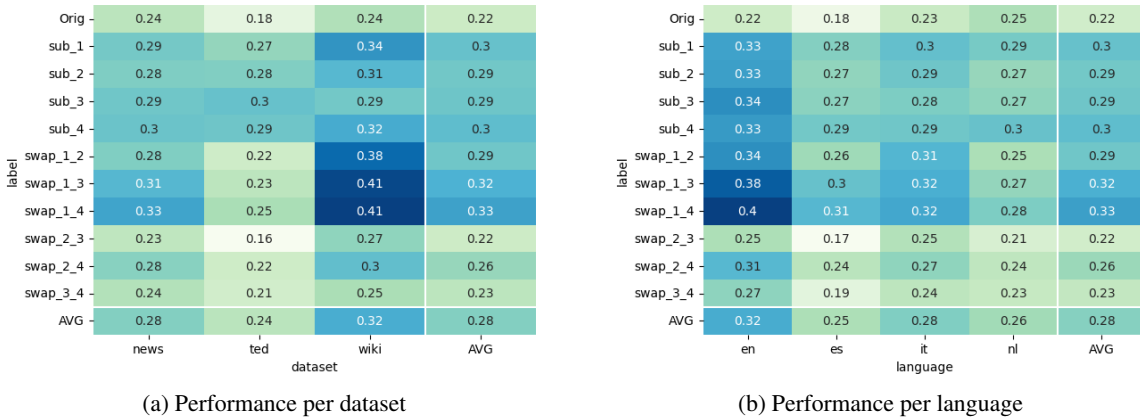 Orig 0.24 0.18 0.24 0.22
sub_1 0.29 0.27 0.34 0.3
sub_2 0.28 0.28 0.31 0.29
sub_3 0.29 0.3 0.29 0.29
sub_4 0.3 0.29 0.32 0.3
swap_1_2 0.28 0.22 0.38 0.29
swap_1_3 0.31 0.23 0.41 0.32
swap_1_4 0.33 0.25 0.41 0.33
swap_2_3 0.23 0.16 0.27 0.22
swap_2_4 0.28 0.22 0.3 0.26
swap_3_4 0.24 0.21 0.25 0.23
AVG 0.28 0.24 0.32 0.28
label
news ted wiki AVG
dataset
(a) Performance per dataset
Orig 0.22 0.18 0.23 0.25 0.22
sub_1 0.33 0.28 0.3 0.29 0.3
sub_2 0.33 0.27 0.29 0.27 0.29
sub_3 0.34 0.27 0.28 0.27 0.29
sub_4 0.33 0.29 0.29 0.3 0.3
swap_1_2 0.34 0.26 0.31 0.25 0.29
swap_1_3 0.38 0.3 0.32 0.27 0.32
swap_1_4 0.4 0.31 0.32 0.28 0.33
swap_2_3 0.25 0.17 0.25 0.21 0.22
swap_2_4 0.31 0.24 0.27 0.24 0.26
swap_3_4 0.27 0.19 0.24 0.23 0.23
AVG 0.32 0.25 0.28 0.26 0.28
label
en es it nl AVG
language
(b) Performance per language